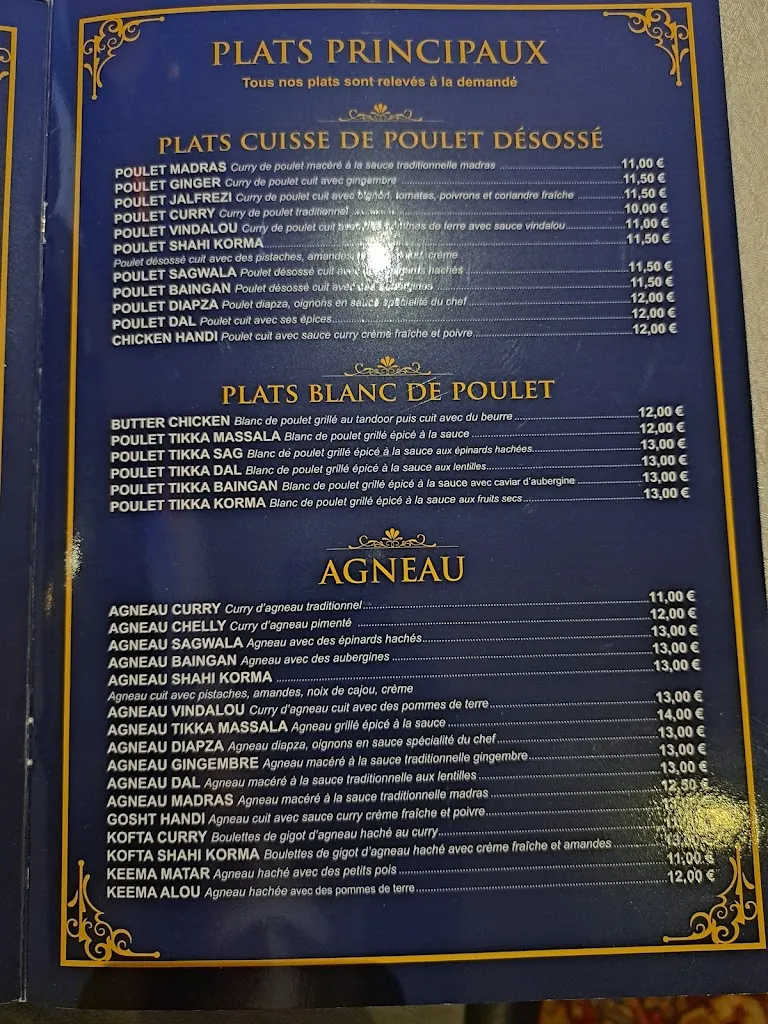 PLATS PRINCIPAUX
Tous nos plats sont relevés à la demandé
PLATS CUISSE DE POULET DÉSOSSÉ
POULET MADRAS Curry de poulet macéré à la sauce traditionnelle madras 11,00 €
POULET GINGER Curry de poulet cuit avec gingembre 11,50 €
POULET JALFREZI Curry de poulet cuit avec oignon, tomates, poivrons et coriandre fraîche 11,50 €
POULET CURRY Curry de poulet traditionnel 10,00 €
POULET VINDALOU Curry de poulet cuit de terre avec sauce vindalou 11,00 €
POULET SHAHI KORMA 11,50 €
Poulet désossé cuit avec des pistaches, amandes, crème
POULET SAGWALA Poulet désossé cuit hachés 11,50 €
POULET BAINGAN Poulet désossé cuit 11,50 €
POULET DIAPZA Poulet diapza, oignons en sauce spécialité du chef 12,00 €
POULET DAL Poulet cuit avec ses épices 12,00 €
CHICKEN HANDI Poulet cuit avec sauce curry crème fraîche et poivre 12,00 €
PLATS BLANC DE POULET
BUTTER CHICKEN Blanc de poulet grillé au tandoor puis cuit avec du beurre 12,00 €
POULET TIKKA MASSALA Blanc de poulet grillé épicé à la sauce 12,00 €
POULET TIKKA SAG Blanc de poulet grillé épicé à la sauce aux épinards hachées 13,00 €
POULET TIKKA DAL Blanc de poulet grillé épicé à la sauce aux lentilles 13,00 €
POULET TIKKA BAINGAN Blanc de poulet grillé épicé à la sauce avec caviar d'aubergine 13,00 €
POULET TIKKA KORMA Blanc de poulet grillé épicé à la sauce aux fruits secs 13,00 €
AGNEAU
AGNEAU CURRY Curry d'agneau traditionnel 11,00 €
AGNEAU CHELLY Curry d'agneau pimenté 12,00 €
AGNEAU SAGWALA Agneau avec des épinards hachés 13,00 €
AGNEAU BAINGAN Agneau avec des aubergines 13,00 €
AGNEAU SHAHI KORMA 13,00 €
Agneau cuit avec pistaches, amandes, noix de cajou, crème
AGNEAU VINDALOU Curry d'agneau cuit avec des pommes de terre 13,00 €
AGNEAU TIKKA MASSALA Agneau grillé épicé à la sauce 14,00 €
AGNEAU DIAPZA Agneau diapza, oignons en sauce spécialité du chef 13,00 €
AGNEAU GINGEMBRE Agneau macéré à la sauce traditionnelle gingembre 13,00 €
AGNEAU DAL Agneau macéré à la sauce traditionnelle aux lentilles 13,00 €
AGNEAU MADRAS Agneau macéré à la sauce traditionnelle madras 12,50 €
GOSHT HANDI Agneau cuit avec sauce curry crème fraîche et poivre
KOFTA CURRY Boulettes de gigot d'agneau haché au curry
KOFTA SHAHI KORMA Boulettes de gigot d'agneau haché avec crème fraîche et amandes
KEEMA MATAR Agneau haché avec des petits pois 11,00 €
KEEMA ALOU Agneau hachée avec des pommes de terre 12,00 €